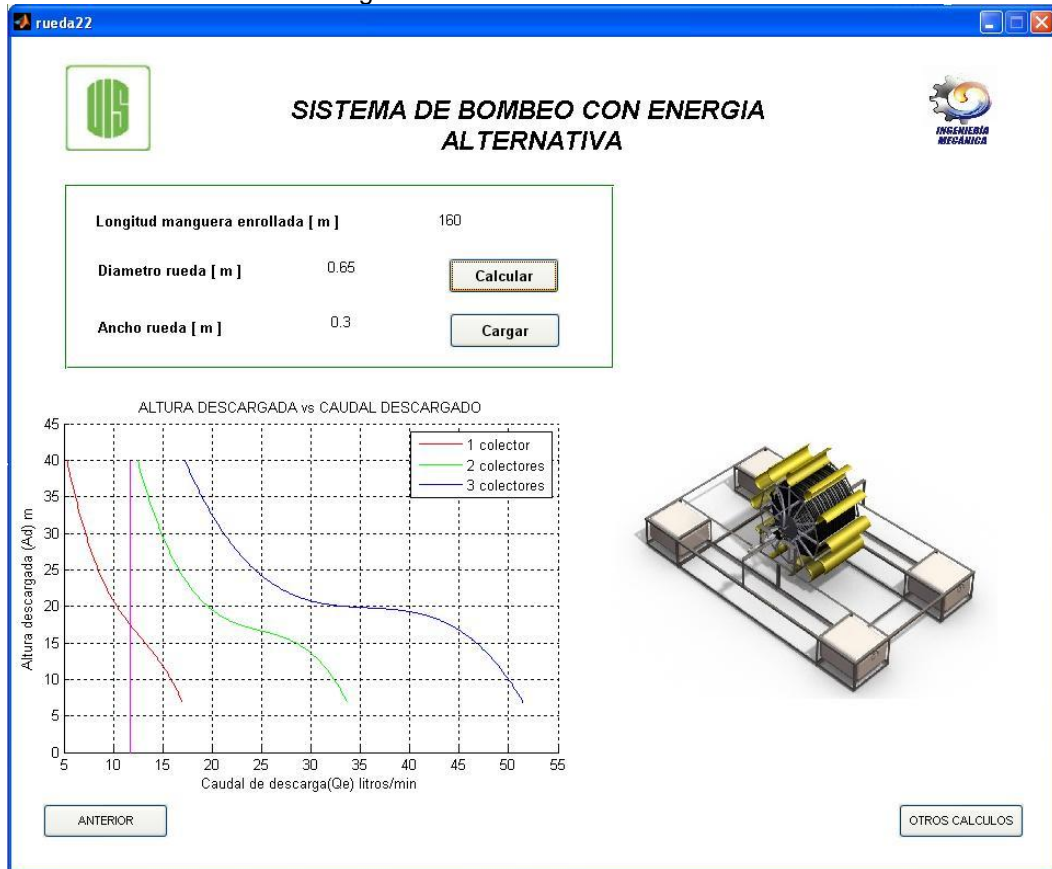 rueda22
UIS
SISTEMA DE BOMBEO CON ENERGIA
ALTERNATIVA
INGENIERÍA
MECÁNICA
Longitud manguera enrollada [ m ] 160
Diametro rueda [ m ] 0.65
Calcular
Ancho rueda [ m ] 0.3
Cargar
ALTURA DESCARGADA vs CAUDAL DESCARGADO
1 colector
2 colectores
3 colectores
Altura descargada (Ad) m
45
40
35
30
25
20
15
10
5
0
5 10 15 20 25 30 35 40 45 50 55
Caudal de descarga(Qe) litros/min
ANTERIOR
OTROS CALCULOS